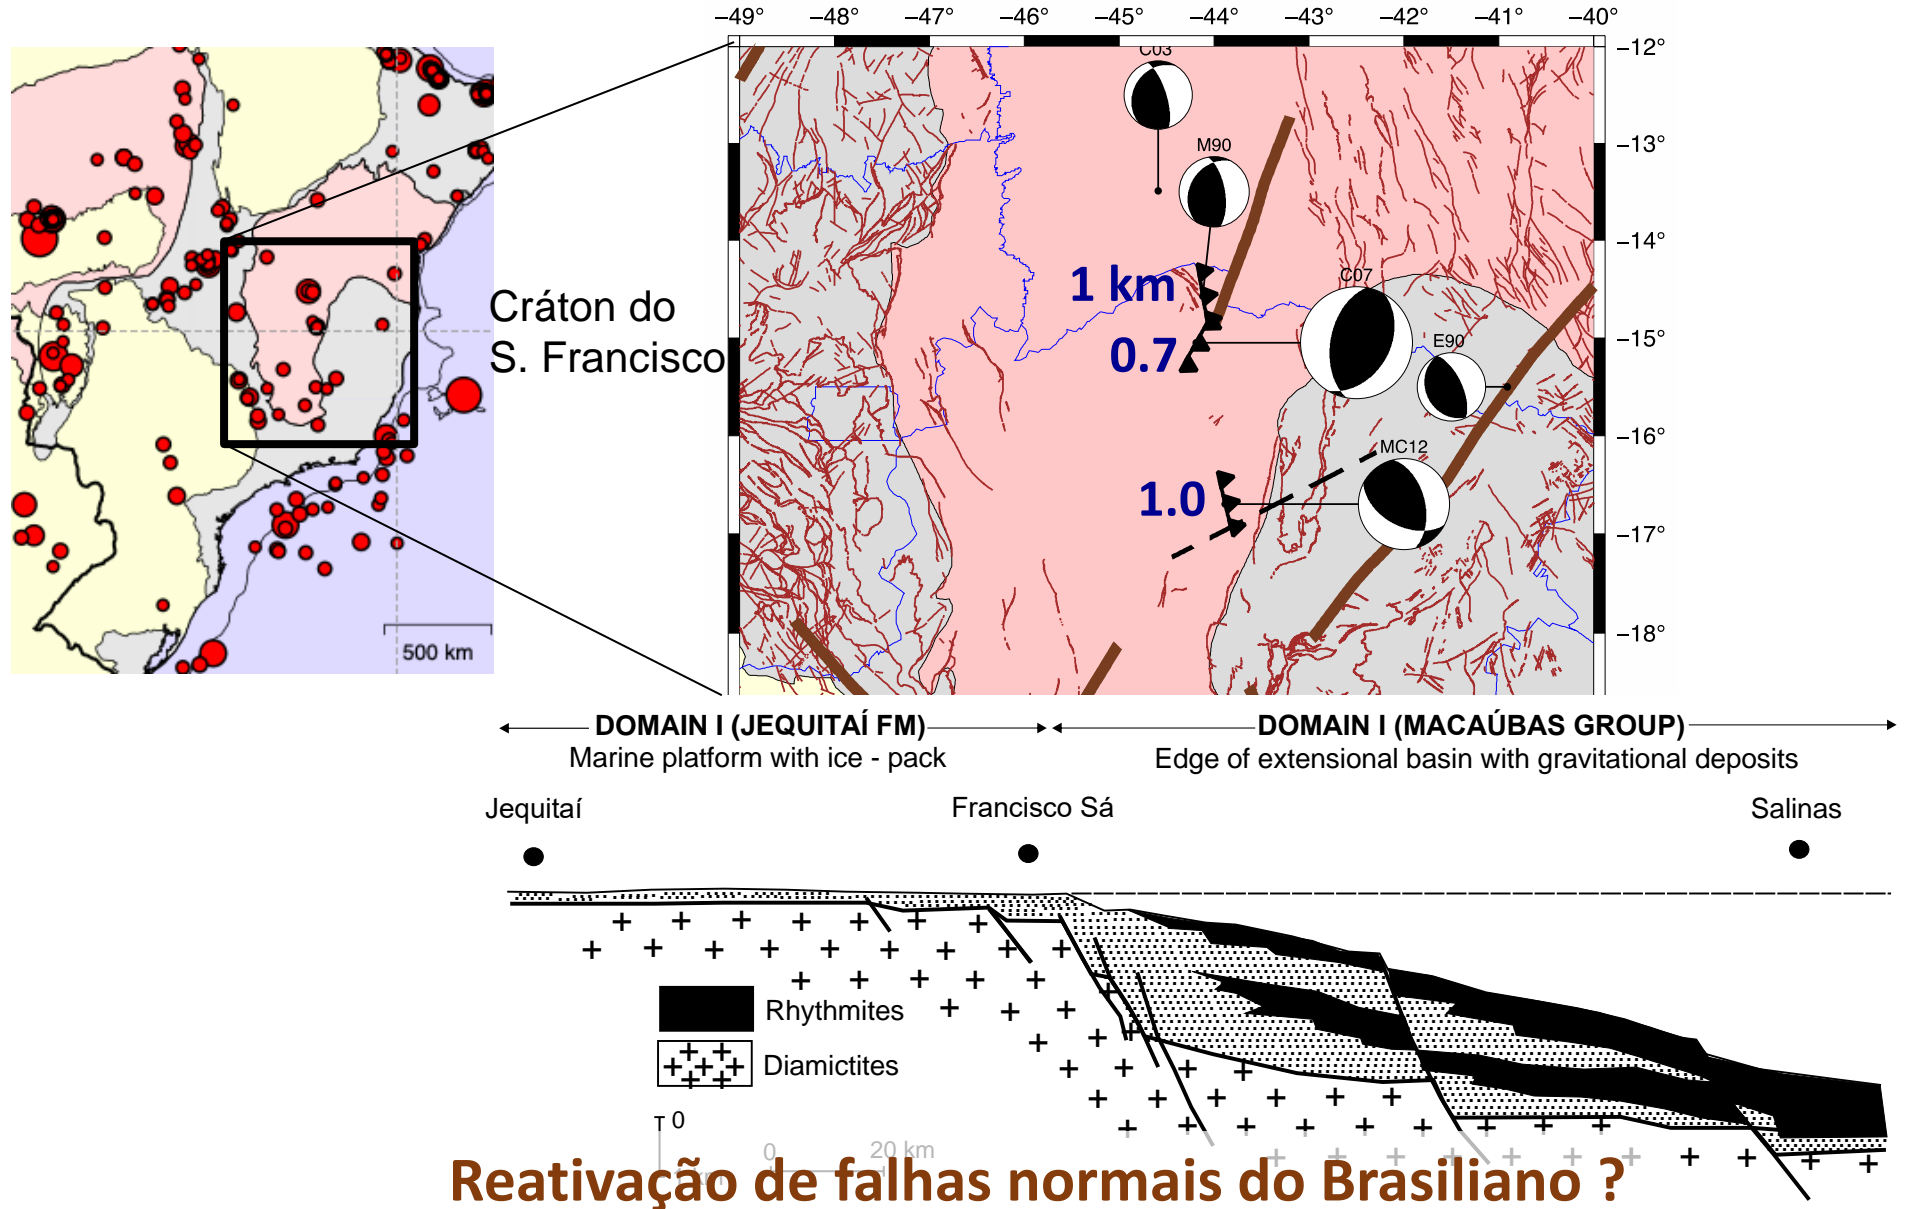 −49° −48° −47° −46° −45° −44° −43° −42° −41° −40°
−12°
C03
−13°
M90
−14°
C07
1 km
Cráton do
S. Francisco
−15°
E90
0.7
−16°
MC12
1.0
−17°
−18°
500 km
DOMAIN I (JEQUITAÍ FM)
Marine platform with ice - pack
DOMAIN I (MACAÚBAS GROUP)
Edge of extensional basin with gravitational deposits
Jequitaí
Francisco Sá
Salinas
Rhythmites
Diamictites
0
0 20 km
Reativação de falhas normais do Brasiliano ?